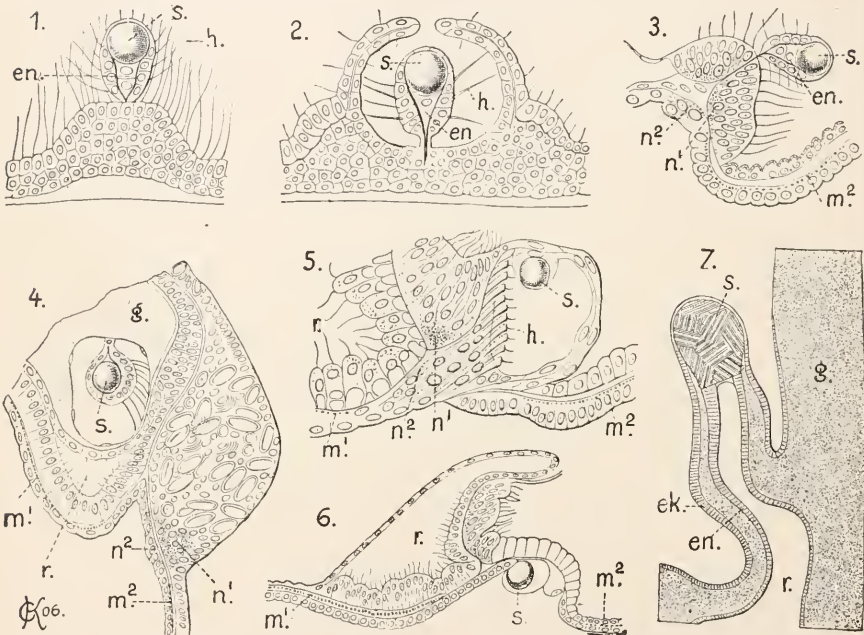 1.
s.
h.
en.
2.
s.
h.
en
3.
s.
en.
n².
n¹.
m².
4.
g.
s.
m¹.
r.
n²
m².
n¹.
5.
r.
s.
h.
m¹.
n².
n¹
m².
6.
r.
m¹.
s.
m².
7.
s.
g.
ek.
en.
r.
CK 06.